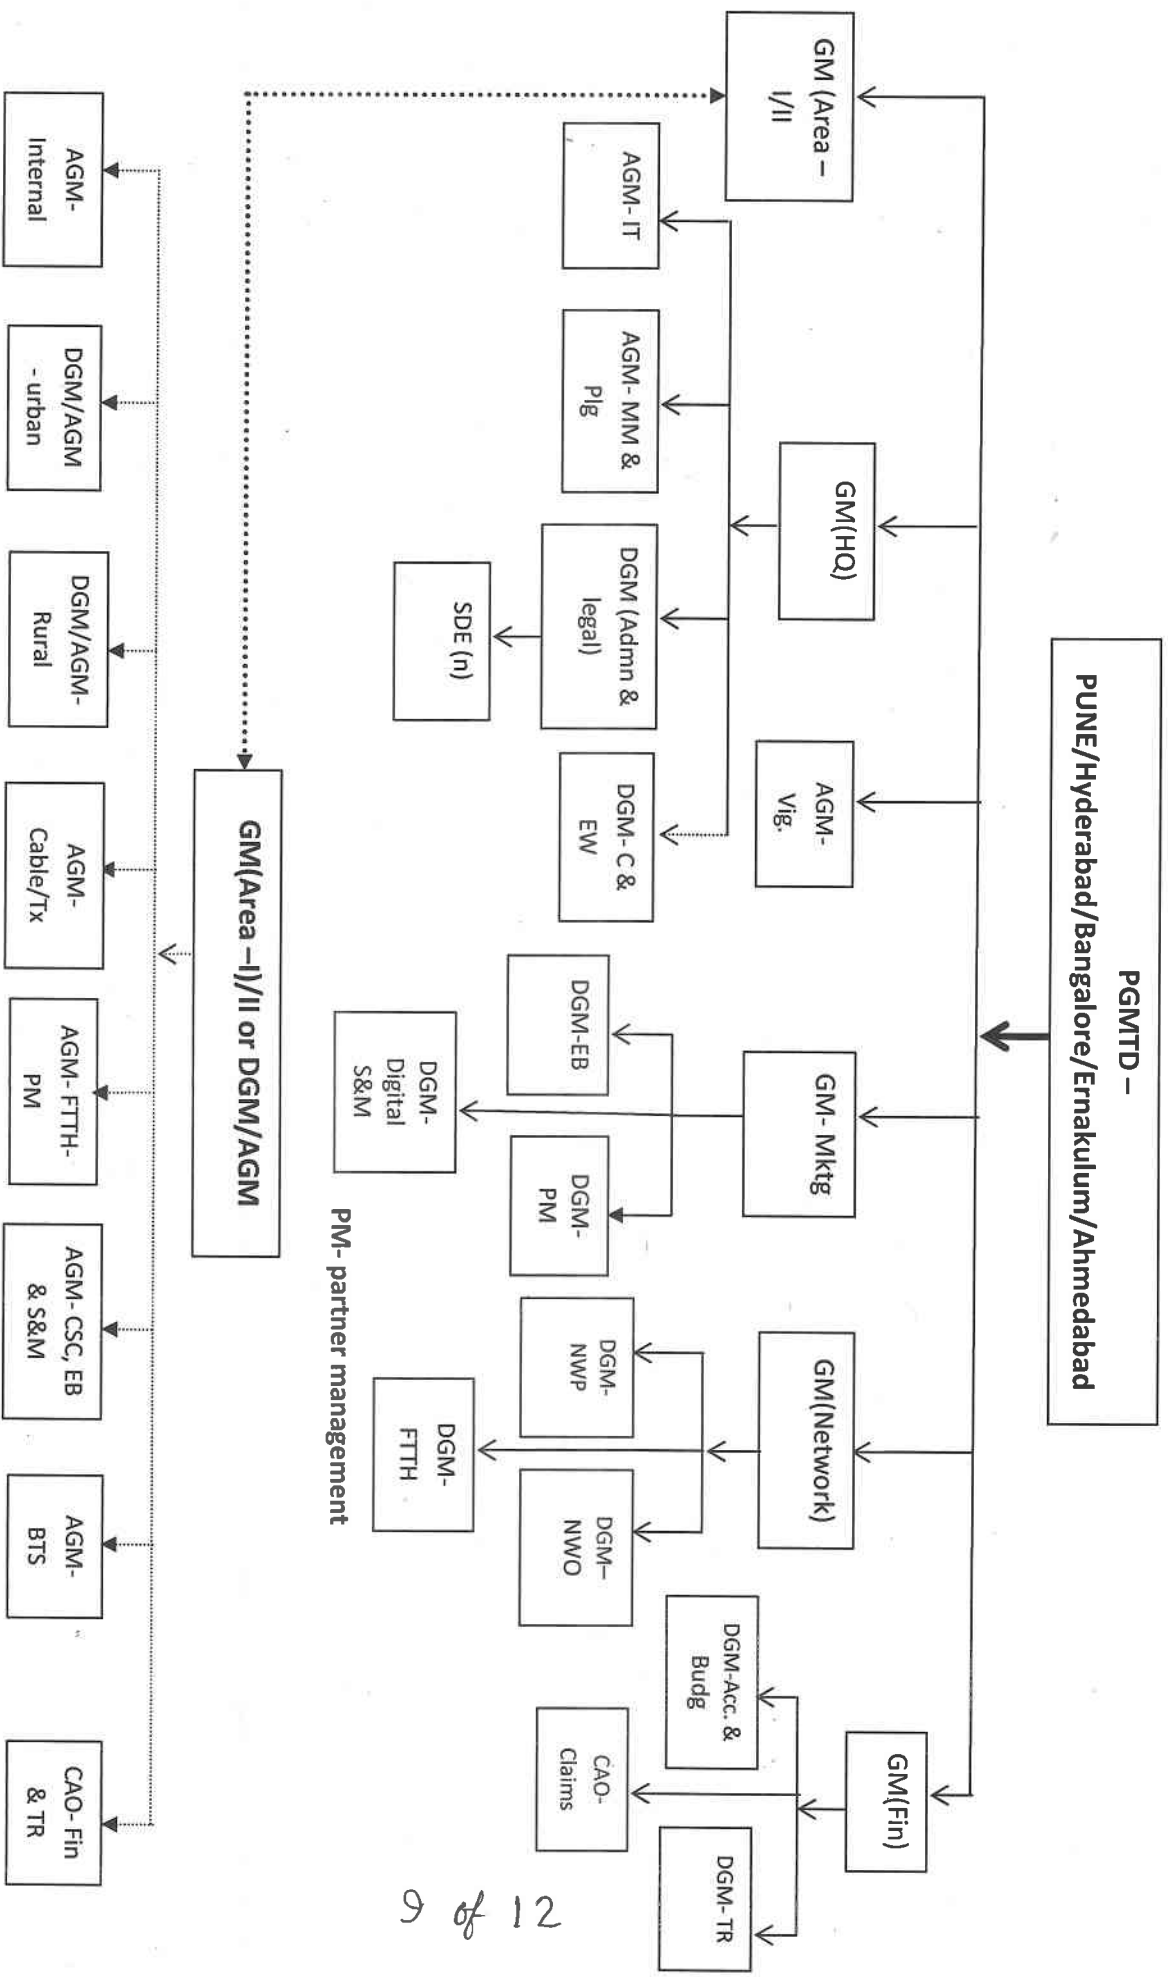 PGMTD –
PUNE/Hyderabad/Bangalore/Ernakulum/Ahmedabad
GM (Area –
I/II
GM(HQ)
AGM-
Vig.
GM- Mktg
GM(Network)
GM(Fin)
AGM- IT
AGM- MM &
Plg
DGM (Admn &
legal)
DGM- C &
EW
SDE (n)
DGM-EB
DGM-
PM
DGM-
Digital
S&M
DGM-
NWP
DGM–
NWO
DGM-
FTTH
DGM-Acc. &
Budg
DGM- TR
CAO-
Claims
PM- partner management
9 of 12
GM(Area –I)/II or DGM/AGM
AGM-
Internal
DGM/AGM
- urban
DGM/AGM-
Rural
AGM-
Cable/Tx
AGM- FTTH-
PM
AGM- CSC, EB
& S&M
AGM-
BTS
CAO- Fin
& TR